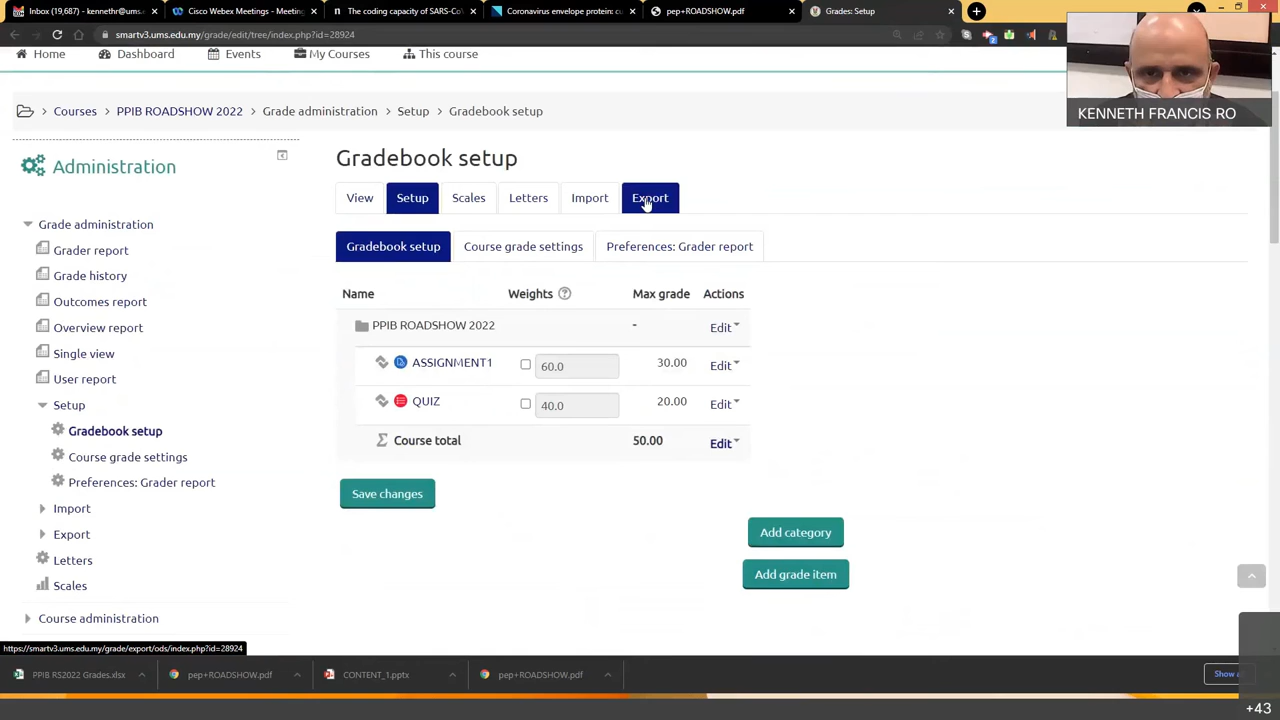 Inbox (19,687) - kennethr@ums.e
Cisco Webex Meetings - Meeting
The coding capacity of SARS-CoV
Coronavirus envelope protein: cu
pep+ROADSHOW.pdf
Grades: Setup
smartv3.ums.edu.my/grade/edit/tree/index.php?id=28924
Home Dashboard Events My Courses This course
KENNETH FRANCIS RO
Courses > PPIB ROADSHOW 2022 > Grade administration > Setup > Gradebook setup
Administration
Grade administration
Grader report
Grade history
Outcomes report
Overview report
Single view
User report
Setup
Gradebook setup
Course grade settings
Preferences: Grader report
Import
Export
Letters
Scales
Course administration
Gradebook setup
View Setup Scales Letters Import Export
Gradebook setup Course grade settings Preferences: Grader report
Name Weights Max grade Actions
PPIB ROADSHOW 2022 - Edit
ASSIGNMENT1 60.0 30.00 Edit
QUIZ 40.0 20.00 Edit
Course total 50.00 Edit
Save changes
Add category
Add grade item
https://smartv3.ums.edu.my/grade/export/ods/index.php?id=28924
PPIB RS2022 Grades.xlsx pep+ROADSHOW.pdf CONTENT_1.pptx pep+ROADSHOW.pdf Show
+43